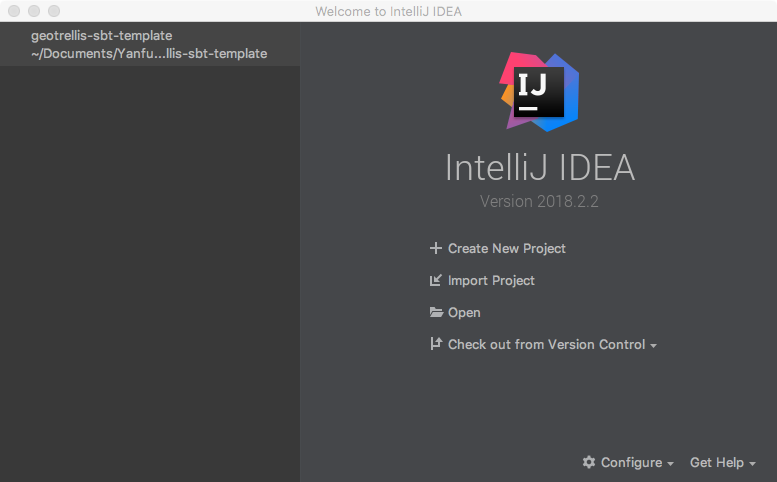 Welcome to IntelliJ IDEA
geotrellis-sbt-template
~/Documents/Yanfu...llis-sbt-template
IJ
IntelliJ IDEA
Version 2018.2.2
Create New Project
Import Project
Open
Check out from Version Control
Configure
Get Help